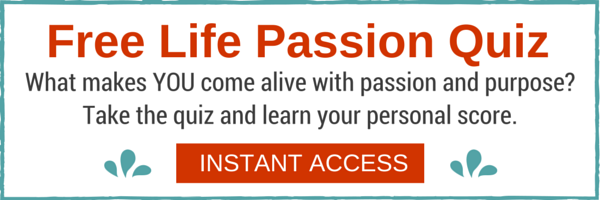 Free Life Passion Quiz
What makes YOU come alive with passion and purpose?
Take the quiz and learn your personal score.
INSTANT ACCESS